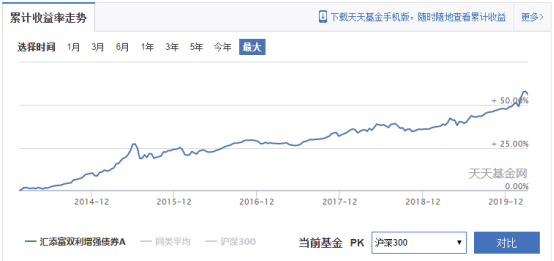 累计收益率走势
下载天天基金手机版，随时随地查看累计收益
更多>
选择时间 1月 3月 6月 1年 3年 5年 今年 最大
+ 50.00%
+ 25.00%
天天基金网
0.00%
2014-12 2015-12 2016-12 2017-12 2018-12 2019-12
汇添富双利增强债券A 同类平均 沪深300
当前基金 PK 沪深300 对比